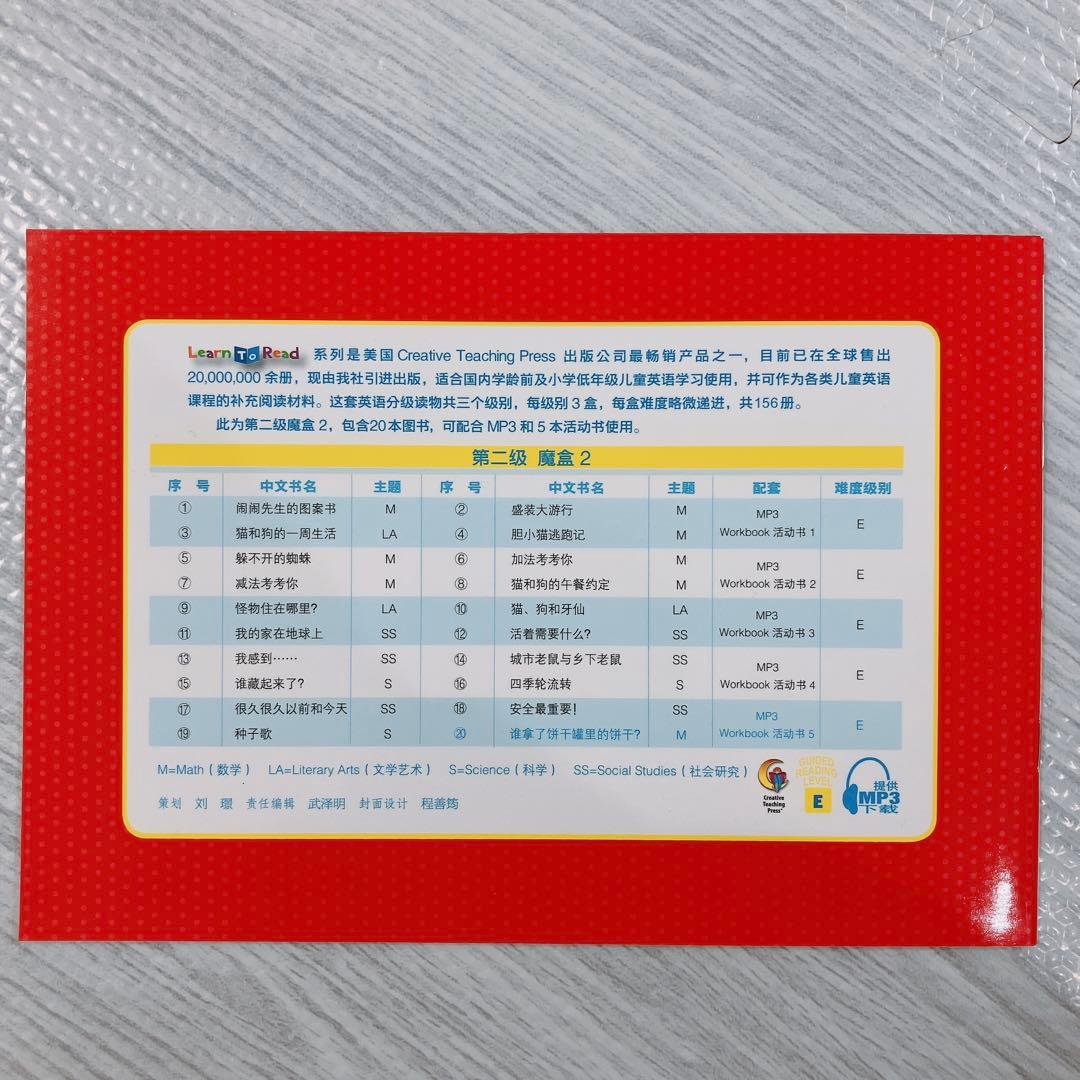 Learn To Read 系列是美国Creative Teaching Press 出版公司最畅销产品之一，目前已在全球售出
20,000,000 余册，现由我社引进出版，适合国内学龄前及小学低年级儿童英语学习使用，并可作为各类儿童英语
课程的补充阅读材料。这套英语分级读物共三个级别，每级别3盒，每盒难度略微递进，共156册。
此为第二级魔盒2，包含20本图书，可配合 MP3 和5本活动书使用。
第二级 魔盒2
序号 中文书名 主题 序号 中文书名 主题 配套 难度级别
① 闹闹先生的图案书 M ② 盛装大游行 M MP3 E
③ 猫和狗的一周生活 LA ④ 胆小猫逃跑记 M Workbook 活动书 1
⑤ 躲不开的蜘蛛 M ⑥ 加法考考你 M MP3 E
⑦ 减法考考你 M ⑧ 猫和狗的午餐约定 M Workbook 活动书 2
⑨ 怪物住在哪里? LA ⑩ 猫、狗和牙仙 LA MP3 E
⑪ 我的家在地球上 SS ⑫ 活着需要什么? SS Workbook 活动书 3
⑬ 我感到…… SS ⑭ 城市老鼠与乡下老鼠 SS MP3 E
⑮ 谁藏起来了? S ⑯ 四季轮流转 S Workbook 活动书 4
⑰ 很久很久以前和今天 SS ⑱ 安全最重要! SS MP3 E
⑲ 种子歌 S ⑳ 谁拿了饼干罐里的饼干? M Workbook 活动书 5
M=Math（数学） LA=Literary Arts（文学艺术） S=Science（科学） SS=Social Studies（社会研究）
策划 刘璟 责任编辑 武泽明 封面设计 程善筠
Creative
Teaching
Press
GUIDED
READING
LEVEL
E
提供
MP3
下载